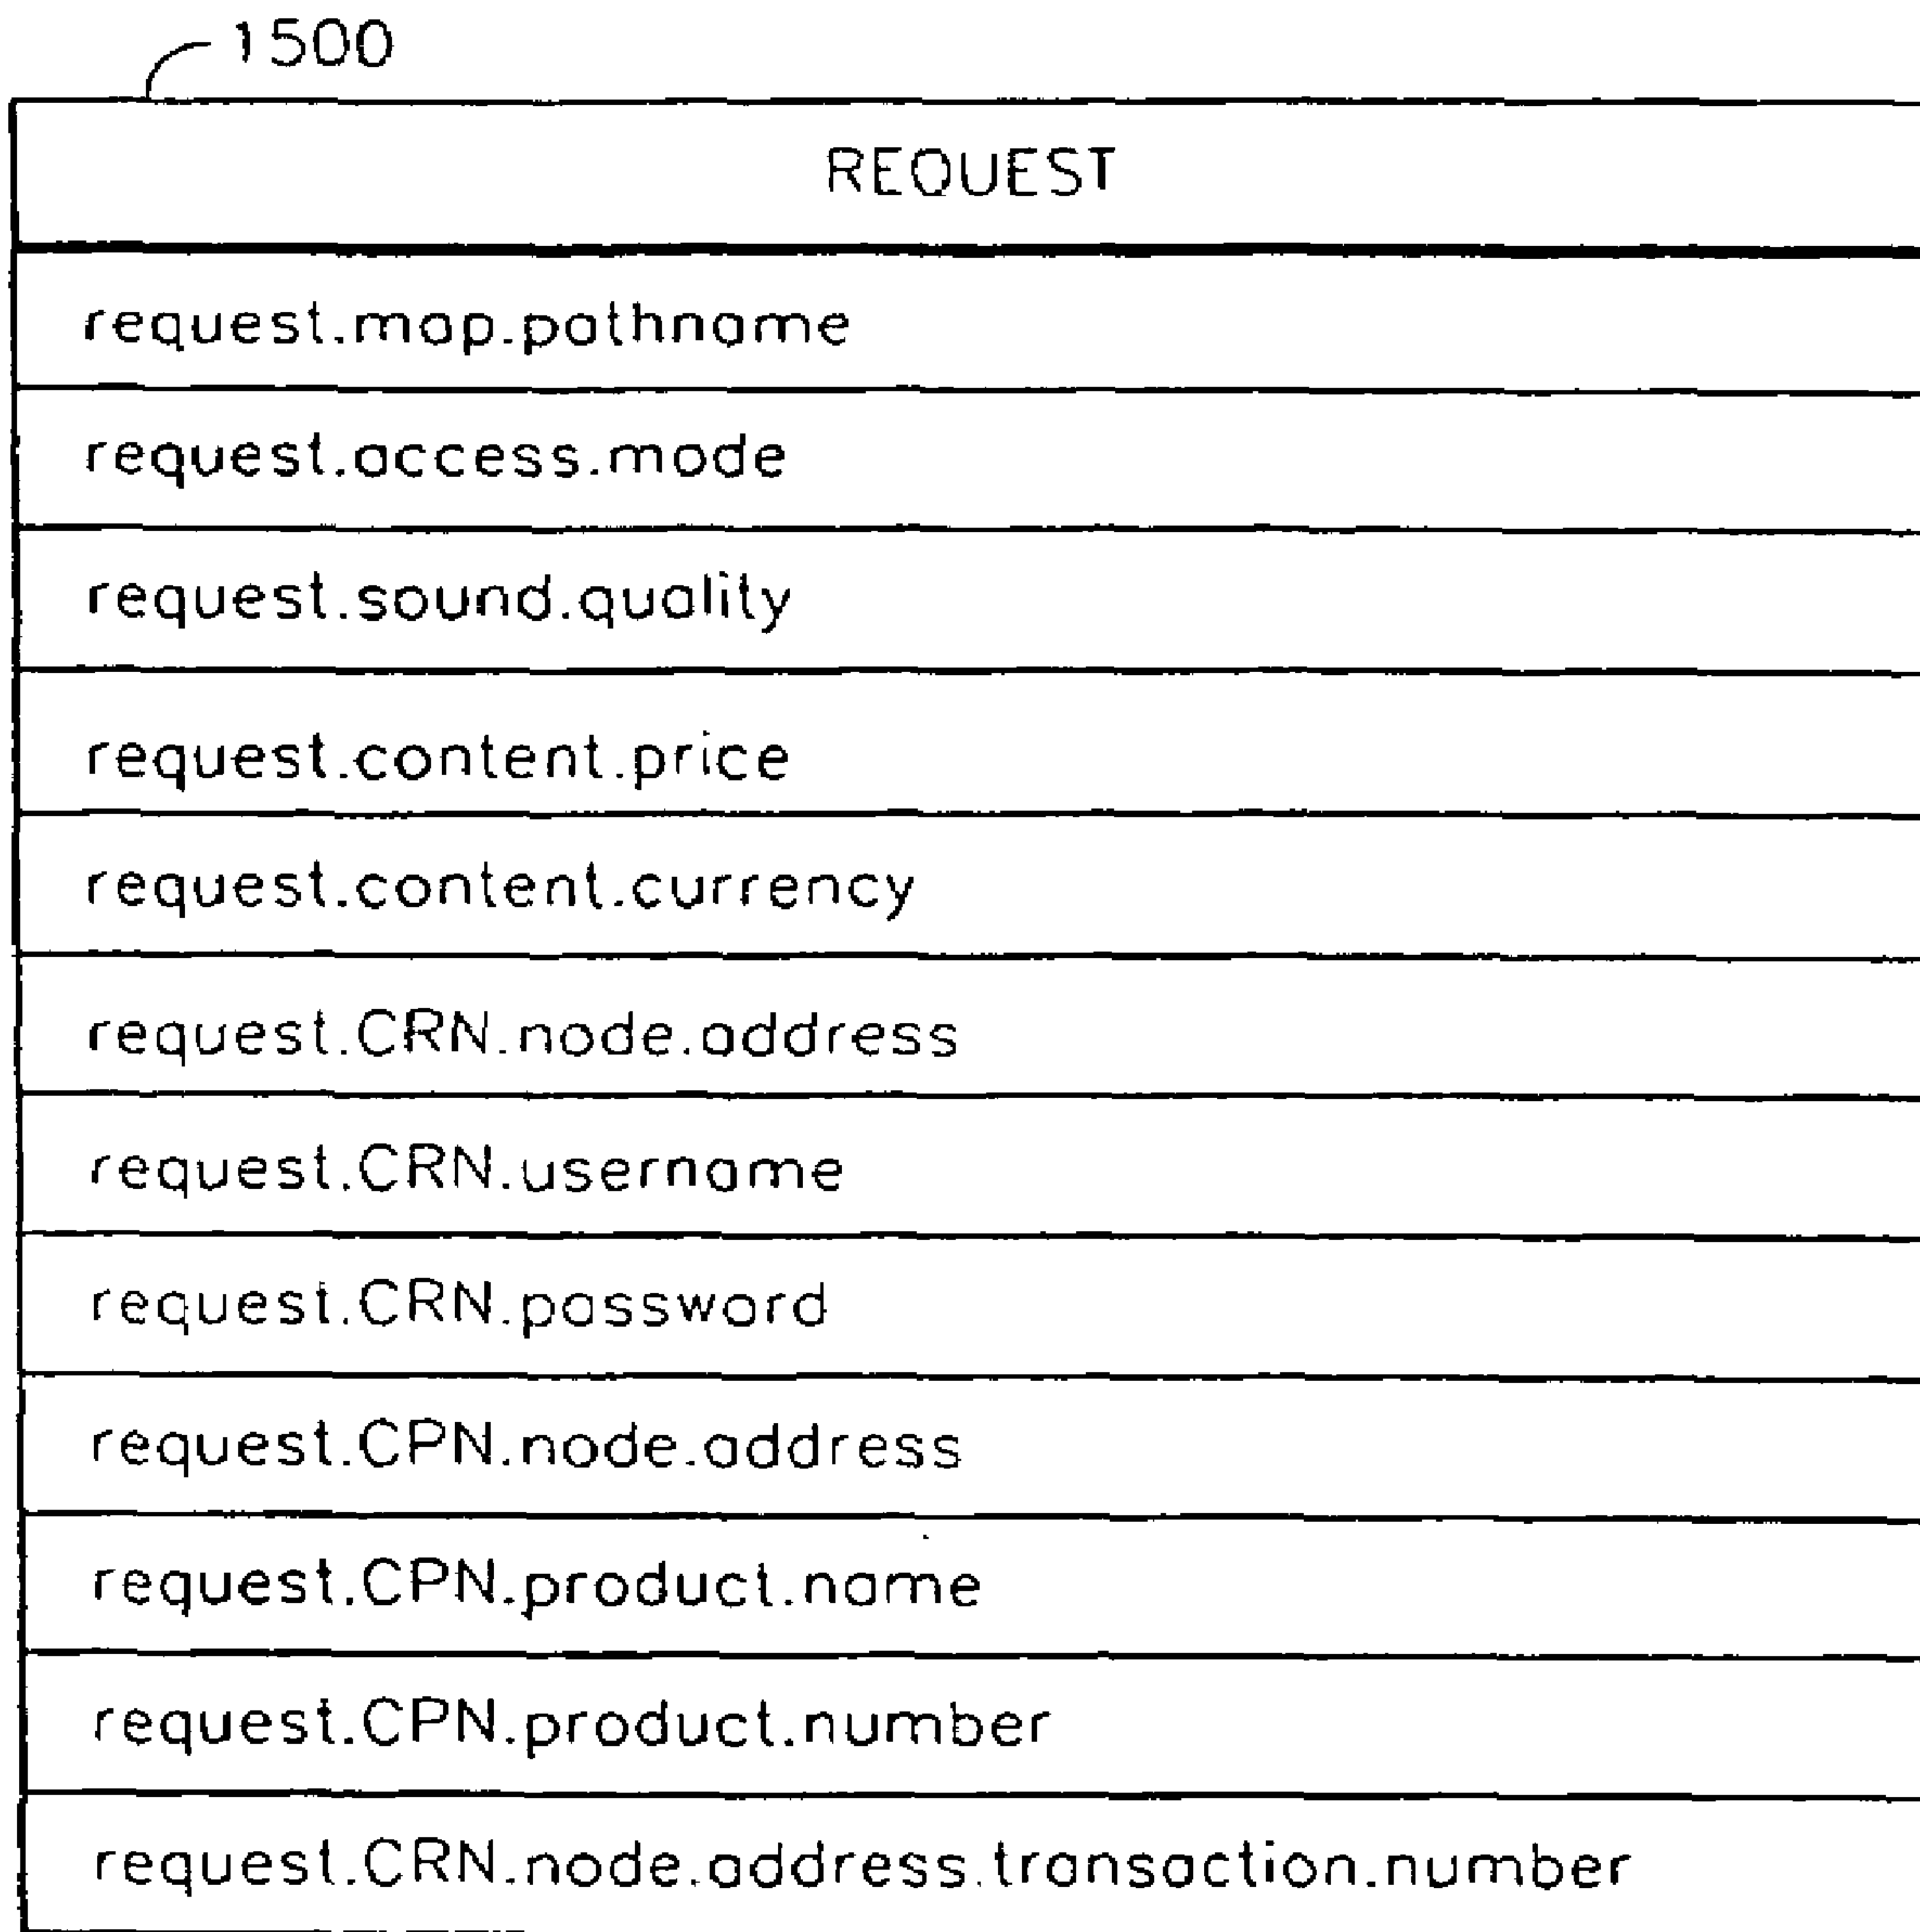 1500
REQUEST
request.map.pathname
request.access.mode
request.sound.quality
request.content.price
request.content.currency
request.CRN.node.address
request.CRN.username
request.CRN.password
request.CPN.node.address
request.CPN.product.name
request.CPN.product.number
request.CRN.node.address.transaction.number